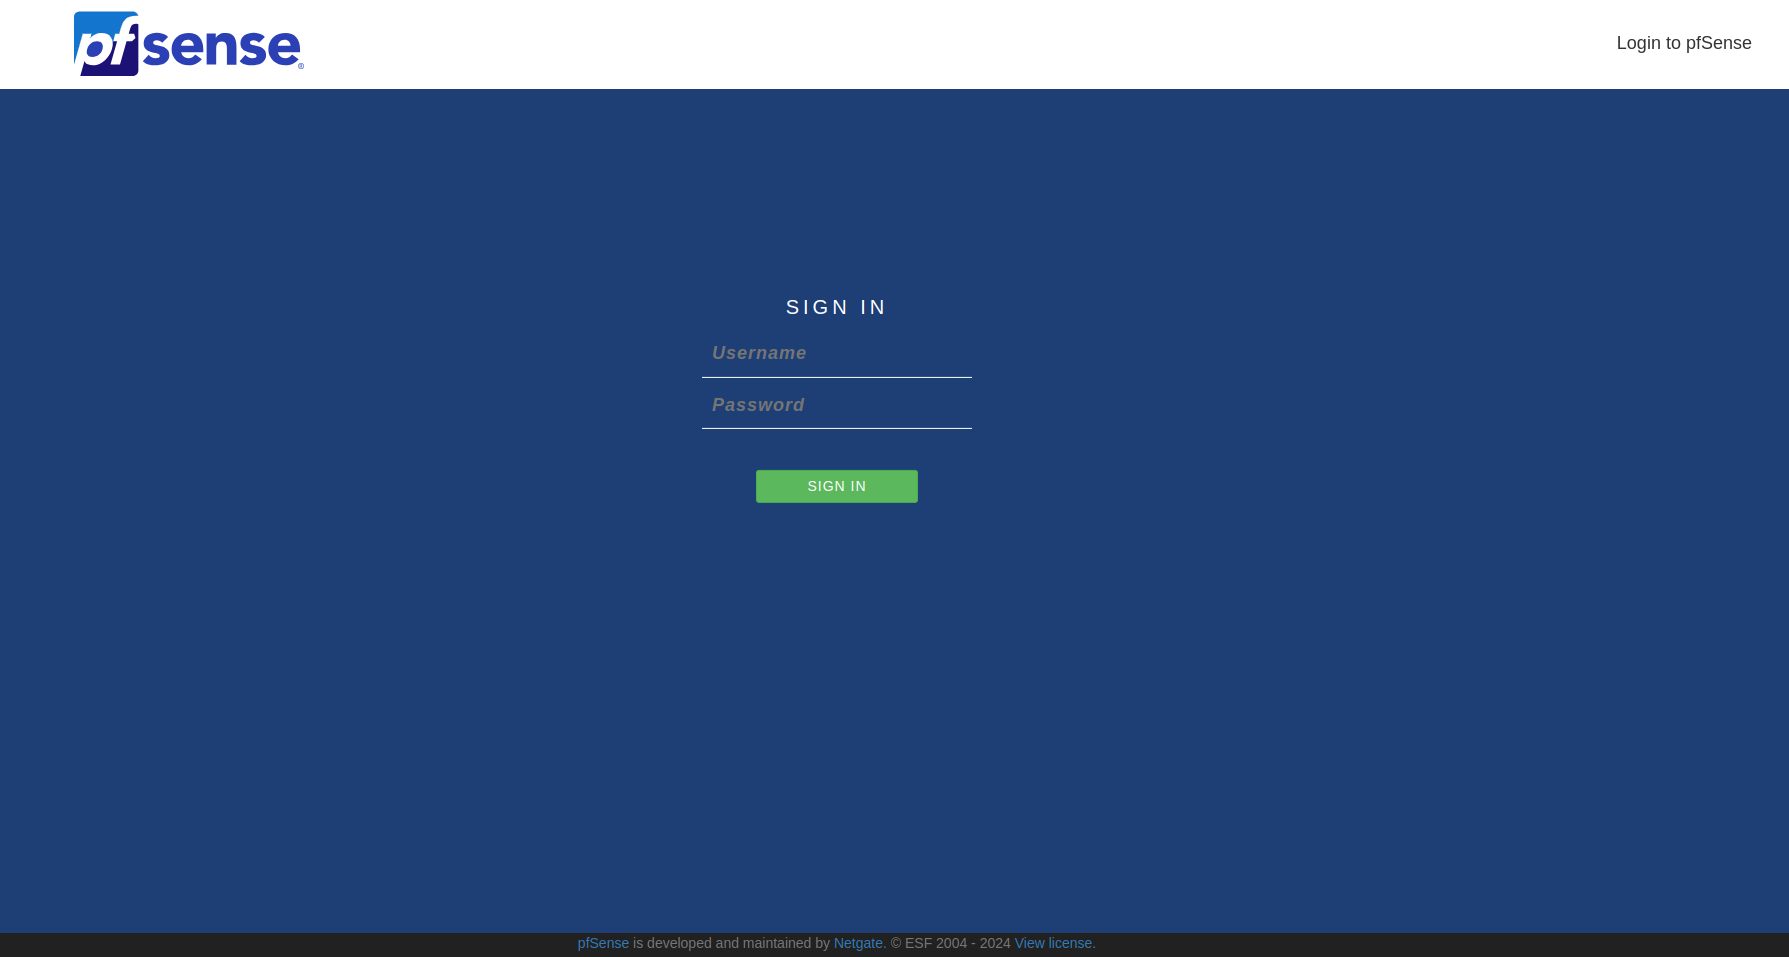 pfsense®
Login to pfSense
SIGN IN
Username
Password
SIGN IN
pfSense is developed and maintained by Netgate. © ESF 2004 - 2024 View license.